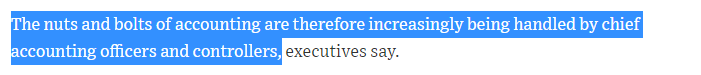 The nuts and bolts of accounting are therefore increasingly being handled by chief
accounting officers and controllers, executives say.